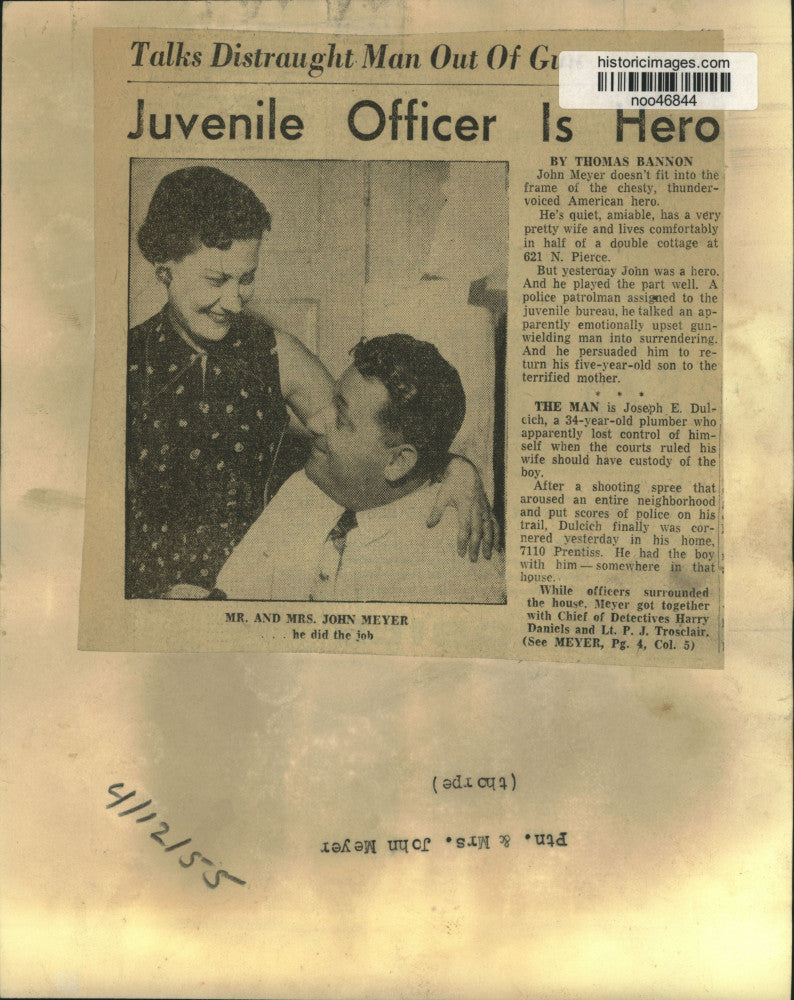 Talks Distraught Man Out Of
historicimages.com
noo46844
Juvenile Officer Is Hero
BY THOMAS BANNON
John Meyer doesn't fit into the
frame of the chesty, thunder-
voiced American hero.
He's quiet, amiable, has a very
pretty wife and lives comfortably
in half of a double cottage at
621 N. Pierce.
But yesterday John was a hero.
And he played the part well. A
police patrolman assigned to the
juvenile bureau, he talked an ap-
parently emotionally upset gun-
wielding man into surrendering.
And he persuaded him to re-
turn his five-year-old son to the
terrified mother.
* * *
THE MAN is Joseph E. Dul-
cich, a 34-year-old plumber who
apparently lost control of him-
self when the courts ruled his
wife should have custody of the
boy.
After a shooting spree that
aroused an entire neighborhood
and put scores of police on his
trail, Dulcich finally was cor-
nered yesterday in his home,
7110 Prentiss. He had the boy
with him — somewhere in that
house.
While officers surrounded
the house, Meyer got together
with Chief of Detectives Harry
Daniels and Lt. P. J. Trosclair.
(See MEYER, Pg. 4, Col. 5)
MR. AND MRS. JOHN MEYER
. . . he did the job
Ptn. & Mrs. John Meyer
(thorpe)
4/12/55